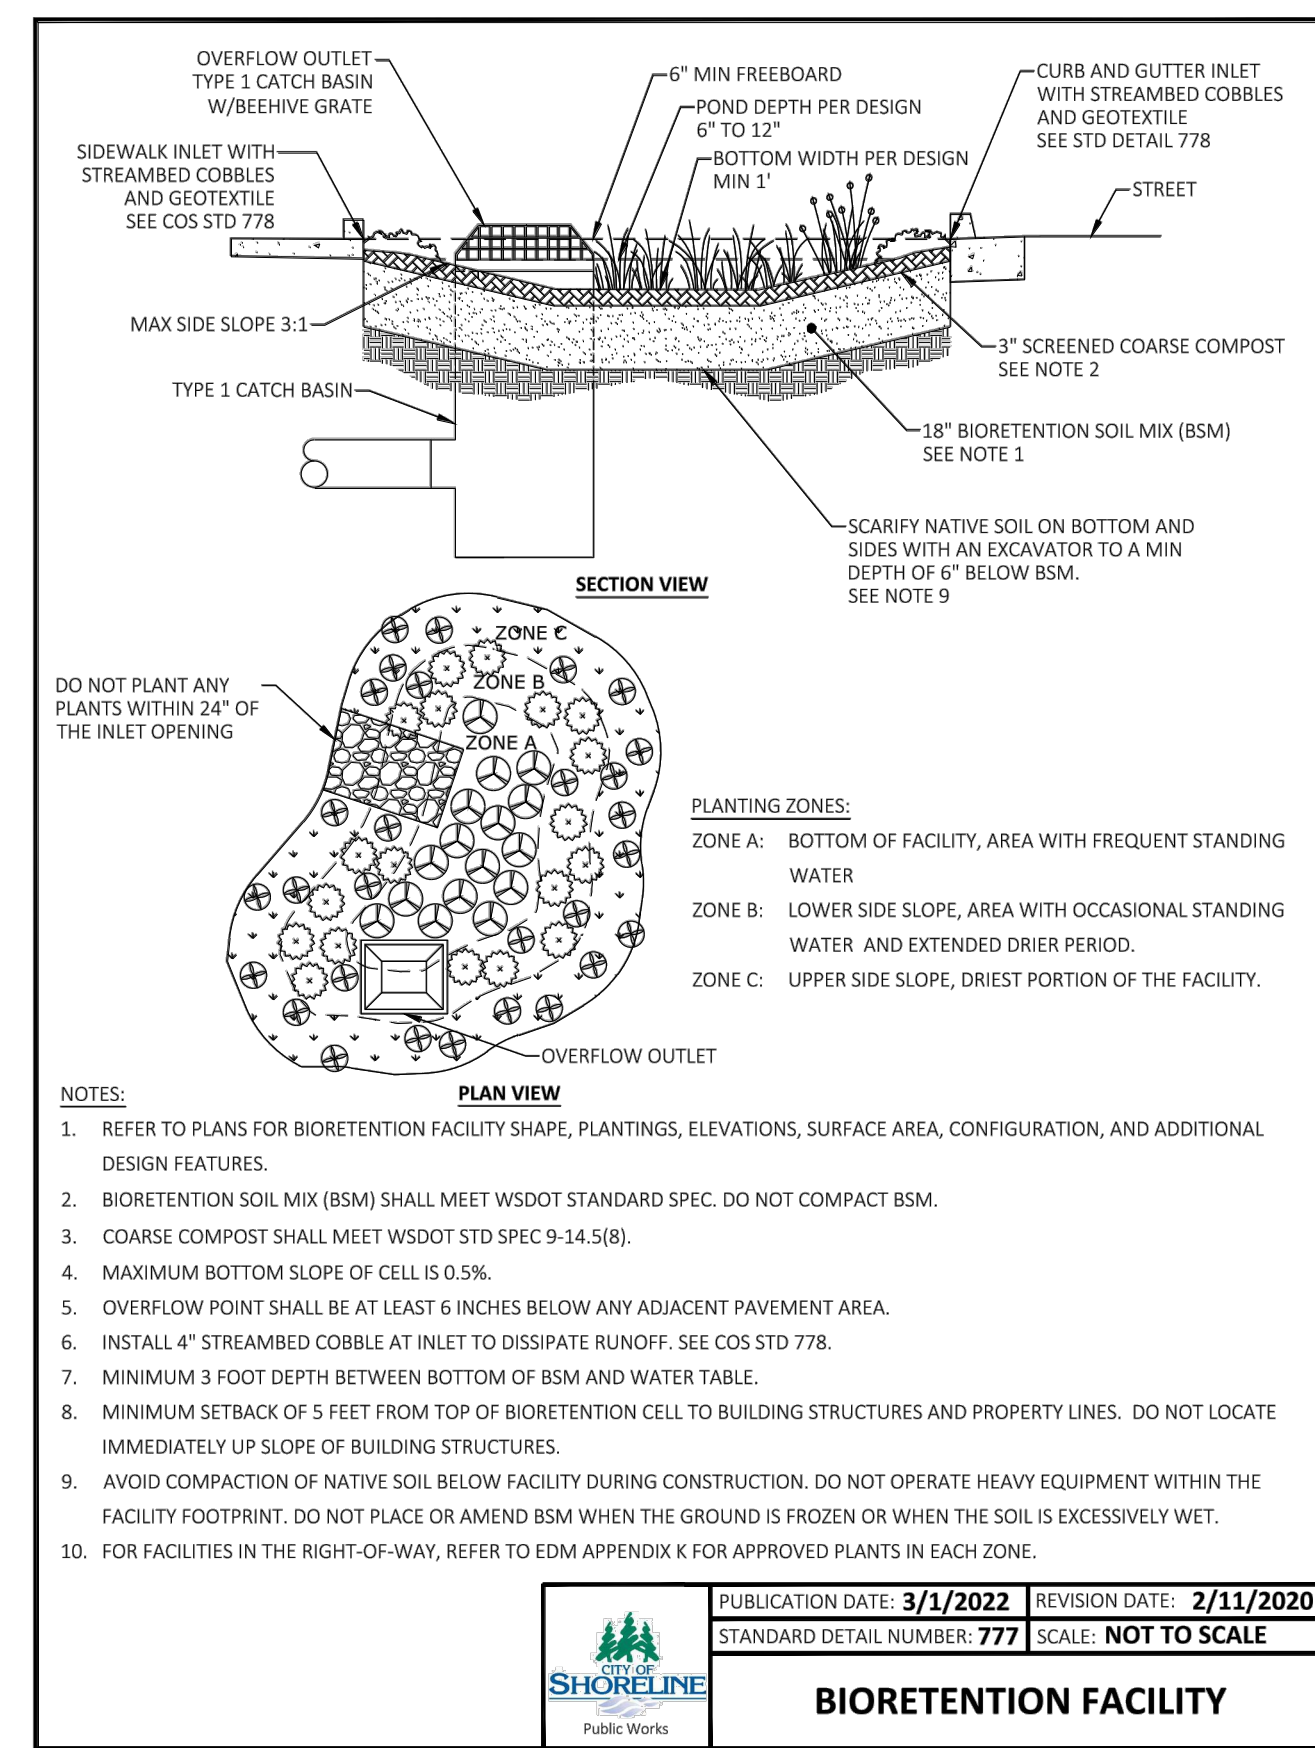 OVERFLOW OUTLET
TYPE 1 CATCH BASIN
W/BEEHIVE GRATE
6" MIN FREEBOARD
POND DEPTH PER DESIGN
6" TO 12"
BOTTOM WIDTH PER DESIGN
MIN 1'
CURB AND GUTTER INLET
WITH STREAMBED COBBLES
AND GEOTEXTILE
SEE STD DETAIL 778
SIDEWALK INLET WITH
STREAMBED COBBLES
AND GEOTEXTILE
SEE COS STD 778
STREET
MAX SIDE SLOPE 3:1
3" SCREENED COARSE COMPOST
SEE NOTE 2
TYPE 1 CATCH BASIN
18" BIORETENTION SOIL MIX (BSM)
SEE NOTE 1
SCARIFY NATIVE SOIL ON BOTTOM AND
SIDES WITH AN EXCAVATOR TO A MIN
DEPTH OF 6" BELOW BSM.
SEE NOTE 9
SECTION VIEW
ZONE C
ZONE B
ZONE A
DO NOT PLANT ANY
PLANTS WITHIN 24" OF
THE INLET OPENING
PLANTING ZONES:
ZONE A: BOTTOM OF FACILITY, AREA WITH FREQUENT STANDING
WATER
ZONE B: LOWER SIDE SLOPE, AREA WITH OCCASIONAL STANDING
WATER AND EXTENDED DRIER PERIOD.
ZONE C: UPPER SIDE SLOPE, DRIEST PORTION OF THE FACILITY.
OVERFLOW OUTLET
PLAN VIEW
NOTES:
1. REFER TO PLANS FOR BIORETENTION FACILITY SHAPE, PLANTINGS, ELEVATIONS, SURFACE AREA, CONFIGURATION, AND ADDITIONAL
DESIGN FEATURES.
2. BIORETENTION SOIL MIX (BSM) SHALL MEET WSDOT STANDARD SPEC. DO NOT COMPACT BSM.
3. COARSE COMPOST SHALL MEET WSDOT STD SPEC 9-14.5(8).
4. MAXIMUM BOTTOM SLOPE OF CELL IS 0.5%.
5. OVERFLOW POINT SHALL BE AT LEAST 6 INCHES BELOW ANY ADJACENT PAVEMENT AREA.
6. INSTALL 4" STREAMBED COBBLE AT INLET TO DISSIPATE RUNOFF. SEE COS STD 778.
7. MINIMUM 3 FOOT DEPTH BETWEEN BOTTOM OF BSM AND WATER TABLE.
8. MINIMUM SETBACK OF 5 FEET FROM TOP OF BIORETENTION CELL TO BUILDING STRUCTURES AND PROPERTY LINES. DO NOT LOCATE
IMMEDIATELY UP SLOPE OF BUILDING STRUCTURES.
9. AVOID COMPACTION OF NATIVE SOIL BELOW FACILITY DURING CONSTRUCTION. DO NOT OPERATE HEAVY EQUIPMENT WITHIN THE
FACILITY FOOTPRINT. DO NOT PLACE OR AMEND BSM WHEN THE GROUND IS FROZEN OR WHEN THE SOIL IS EXCESSIVELY WET.
10. FOR FACILITIES IN THE RIGHT-OF-WAY, REFER TO EDM APPENDIX K FOR APPROVED PLANTS IN EACH ZONE.
CITY OF
SHORELINE
Public Works
PUBLICATION DATE: 3/1/2022
REVISION DATE: 2/11/2020
STANDARD DETAIL NUMBER: 777
SCALE: NOT TO SCALE
BIORETENTION FACILITY